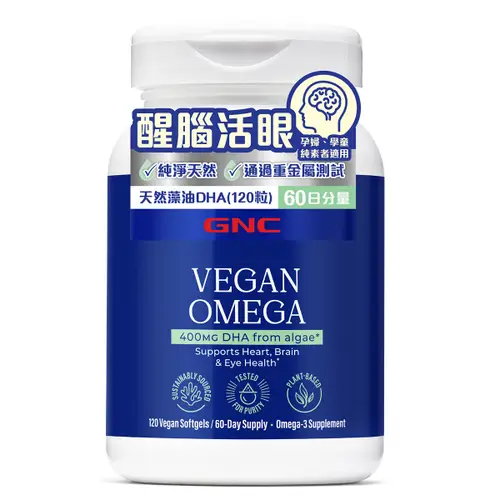 醒腦活眼
孕婦、學童
純素者適用
純淨天然 通過重金屬測試
天然藻油DHA(120粒) 60日分量
GNC
VEGAN
OMEGA
400MG DHA from algae*
Supports Heart, Brain
& Eye Health*
SUSTAINABLY SOURCED
TESTED FOR PURITY
PLANT-BASED
120 Vegan Softgels / 60-Day Supply • Omega-3 Supplement